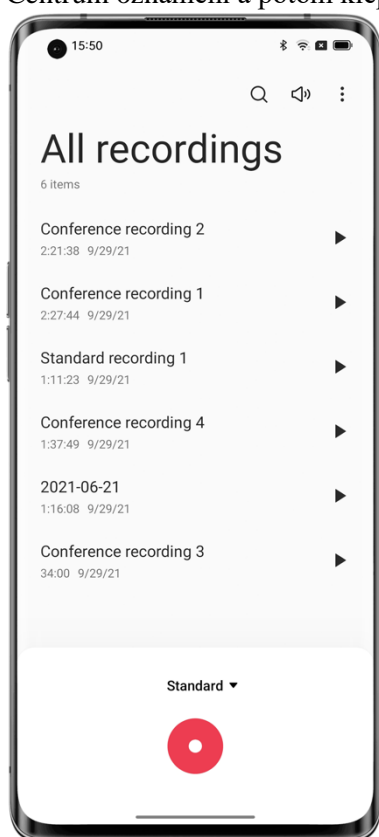 15:50
All recordings
6 items
Conference recording 2
2:21:38 9/29/21
Conference recording 1
2:27:44 9/29/21
Standard recording 1
1:11:23 9/29/21
Conference recording 4
1:37:49 9/29/21
2021-06-21
1:16:08 9/29/21
Conference recording 3
34:00 9/29/21
Standard